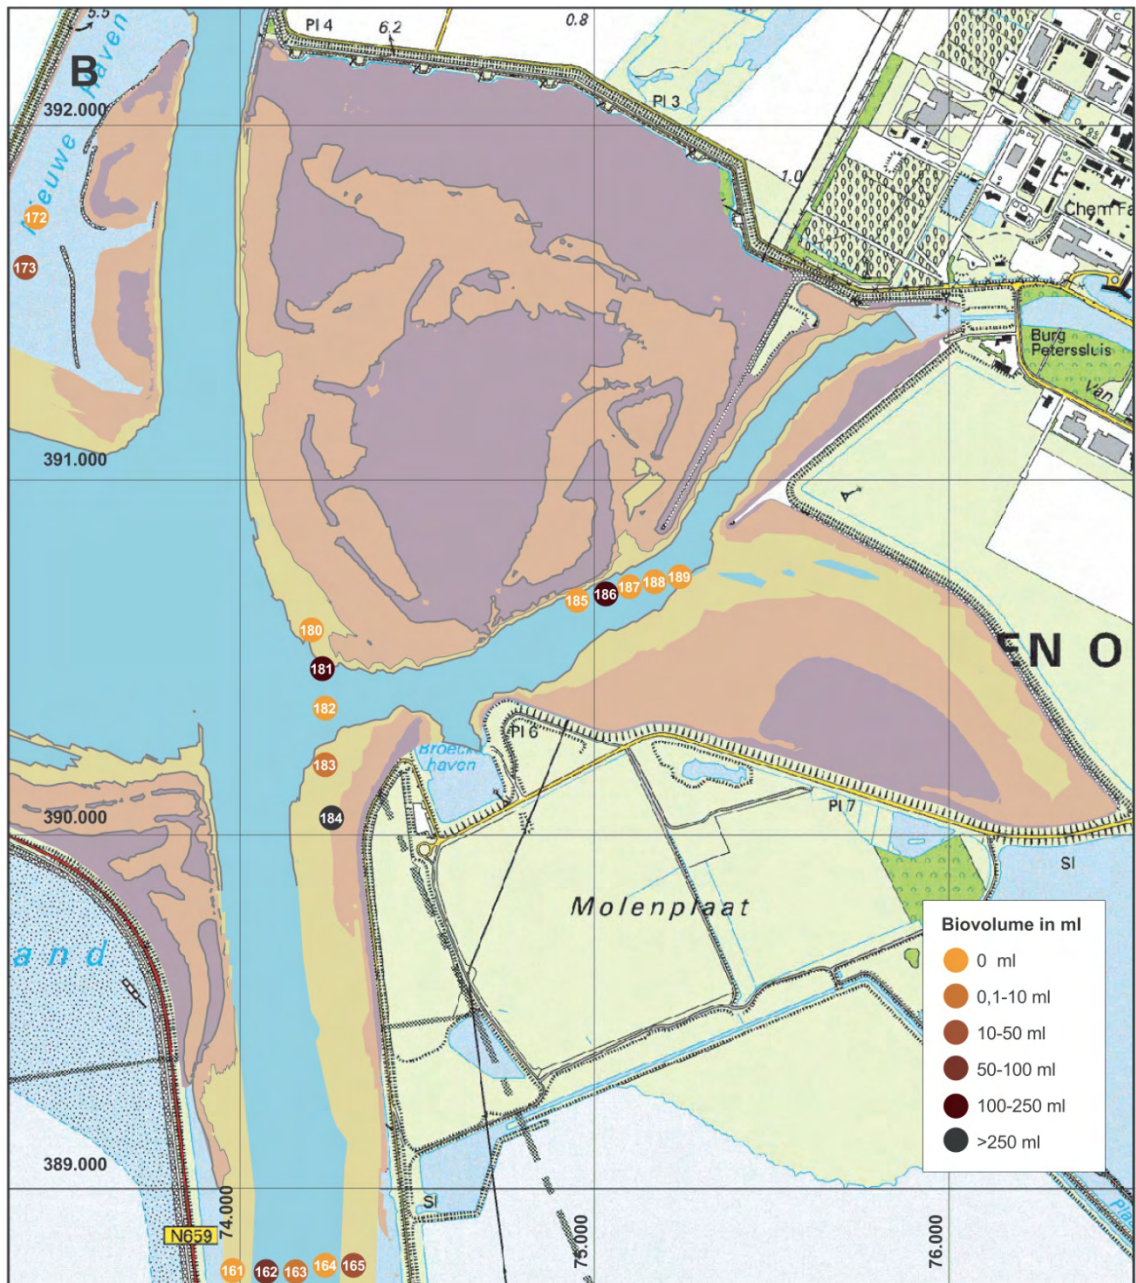 5.5
Pl 4
6.2
0.8
B
Nieuwe Haven
392.000
Pl 3
1.0
172
Chem Fa
173
Burg
Peterssluis
Van
391.000
189
188
187
186
185
180
EN O
181
182
Pl 6
Broeck
haven
183
Pl 7
390.000
184
Sl
Molenplaat
and
Biovolume in ml
0 ml
0,1-10 ml
10-50 ml
50-100 ml
100-250 ml
>250 ml
389.000
Sl
74.000
75.000
76.000
N659
161
162
163
164
165